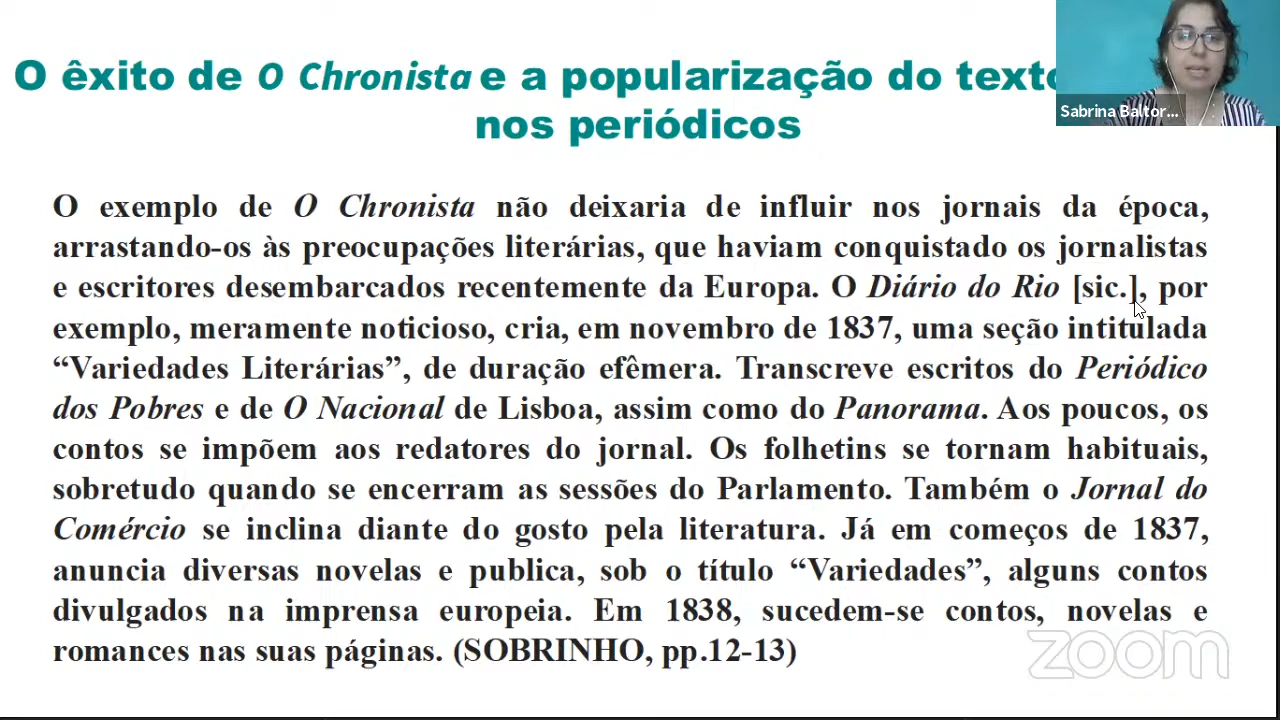 O êxito de O Chronista e a popularização do texto
nos periódicos
Sabrina Baltor...
O exemplo de O Chronista não deixaria de influir nos jornais da época,
arrastando-os às preocupações literárias, que haviam conquistado os jornalistas
e escritores desembarcados recentemente da Europa. O Diário do Rio [sic.], por
exemplo, meramente noticioso, cria, em novembro de 1837, uma seção intitulada
“Variedades Literárias”, de duração efêmera. Transcreve escritos do Periódico
dos Pobres e de O Nacional de Lisboa, assim como do Panorama. Aos poucos, os
contos se impõem aos redatores do jornal. Os folhetins se tornam habituais,
sobretudo quando se encerram as sessões do Parlamento. Também o Jornal do
Comércio se inclina diante do gosto pela literatura. Já em começos de 1837,
anuncia diversas novelas e publica, sob o título “Variedades”, alguns contos
divulgados na imprensa europeia. Em 1838, sucedem-se contos, novelas e
romances nas suas páginas. (SOBRINHO, pp.12-13)
zoom